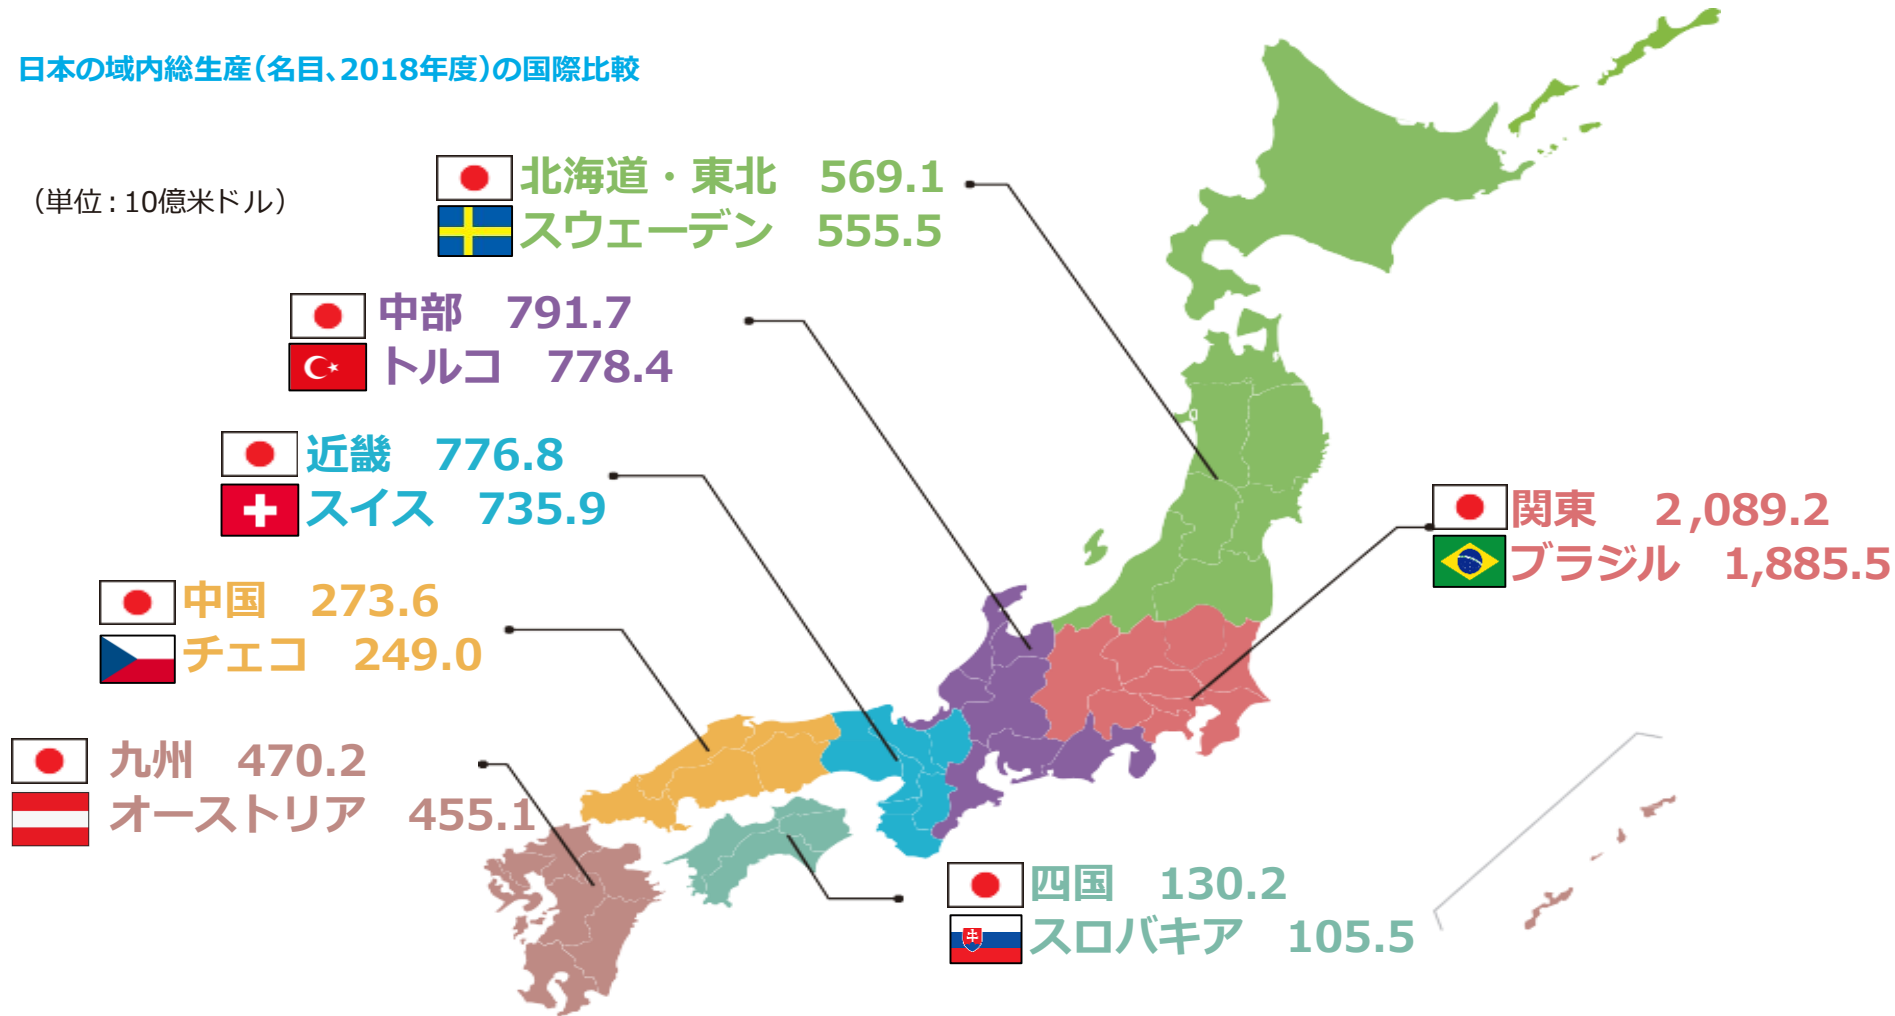 日本の域内総生産(名目、2018年度)の国際比較
(単位:10億米ドル)
北海道・東北 569.1
スウェーデン 555.5
中部 791.7
トルコ 778.4
近畿 776.8
スイス 735.9
関東 2,089.2
ブラジル 1,885.5
中国 273.6
チェコ 249.0
九州 470.2
オーストリア 455.1
四国 130.2
スロバキア 105.5